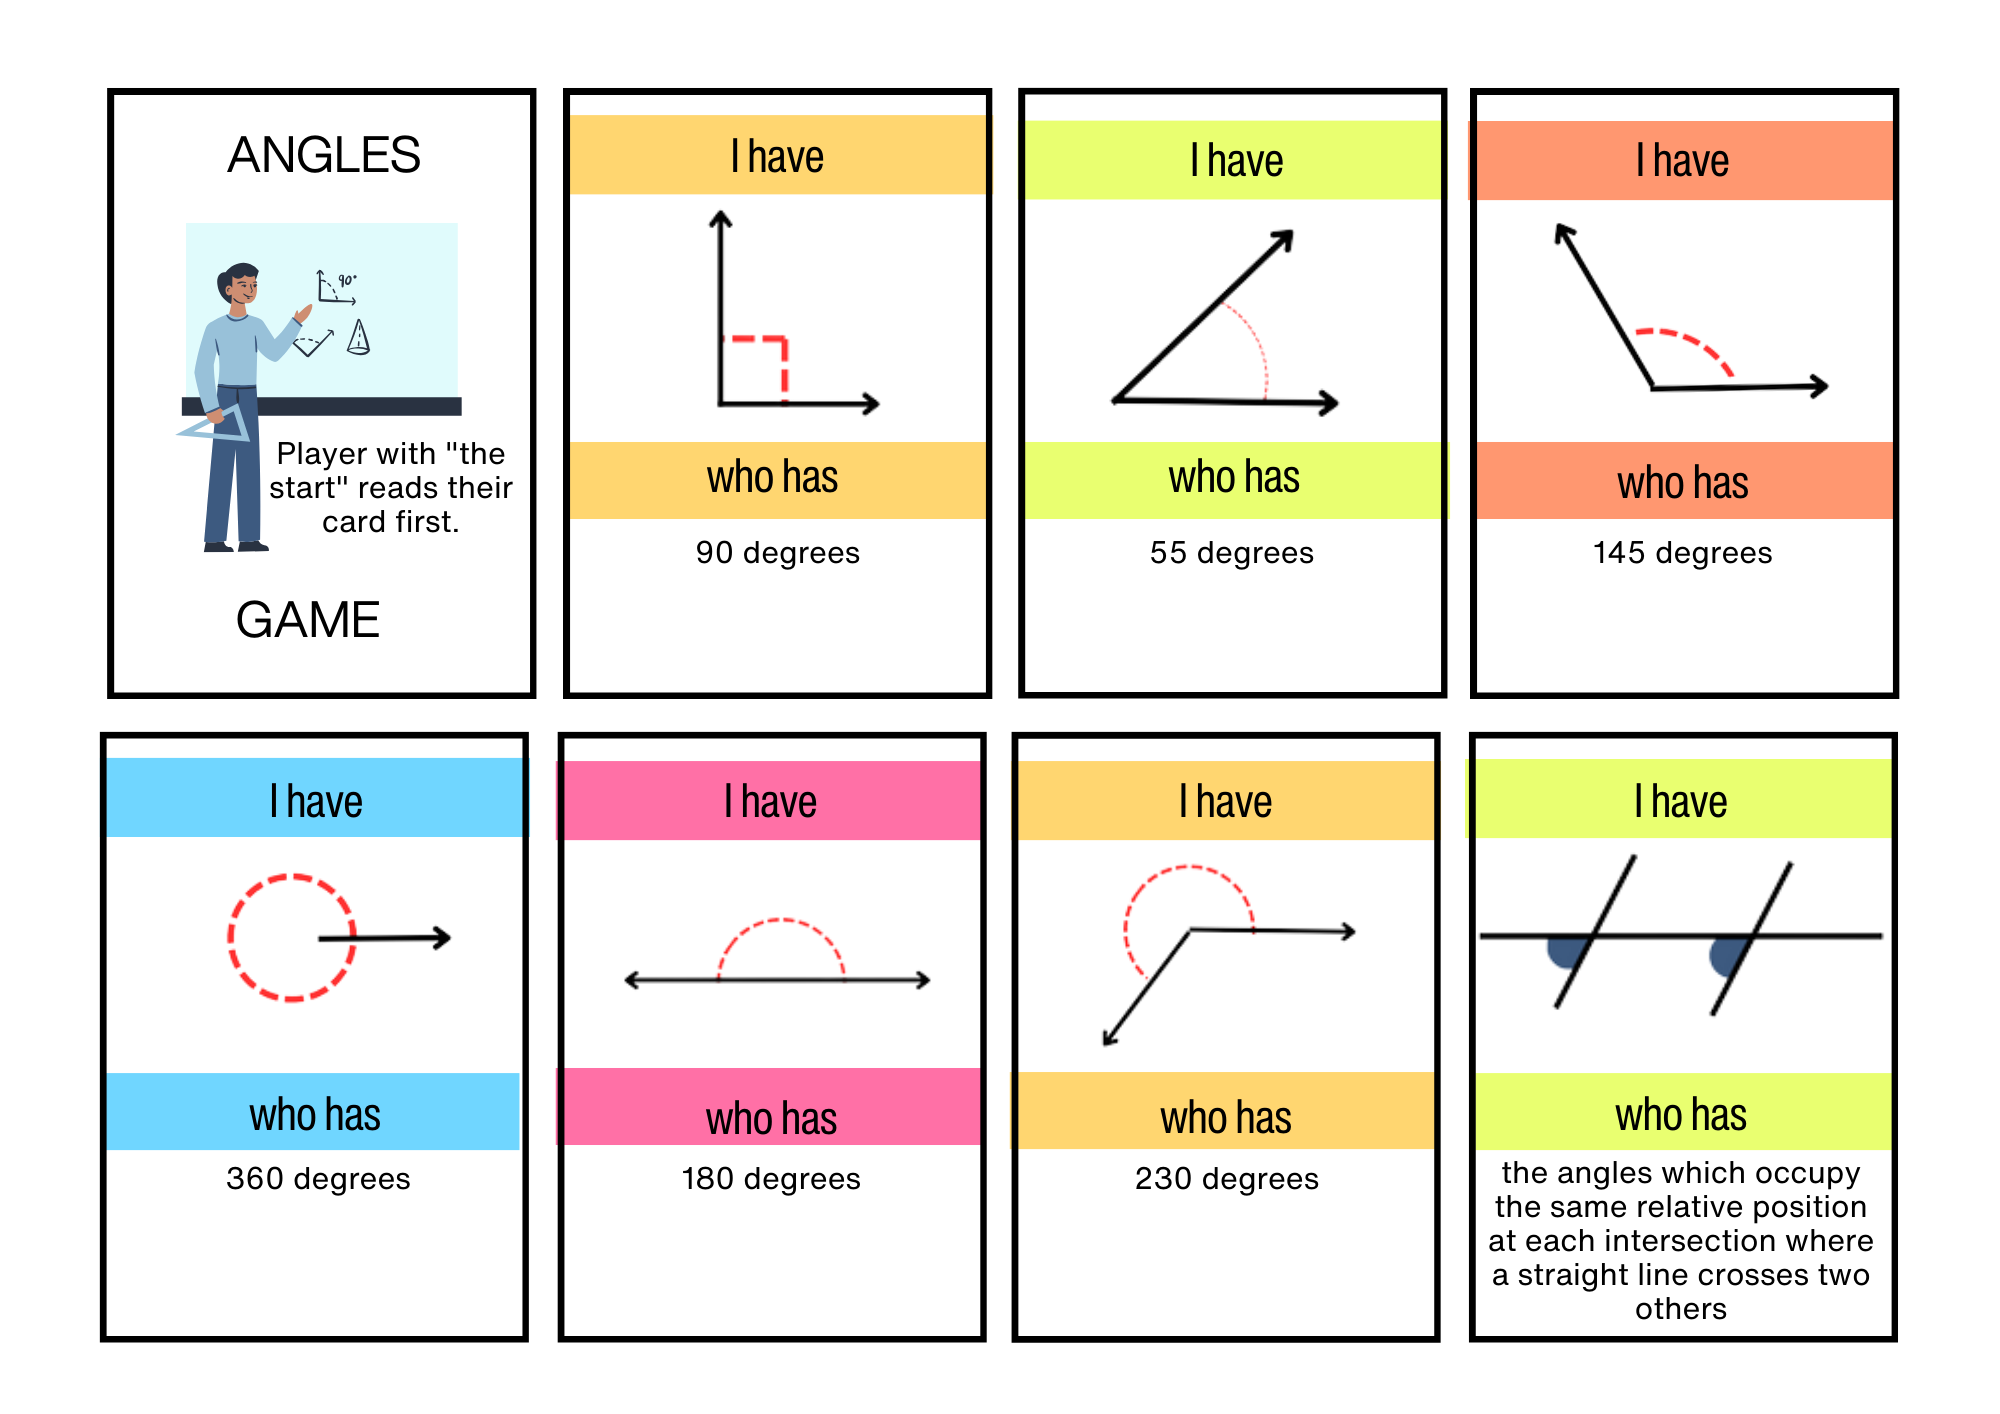 ANGLES
90°
Player with "the
start" reads their
card first.
GAME
I have
who has
90 degrees
I have
who has
55 degrees
I have
who has
145 degrees
I have
who has
360 degrees
I have
who has
180 degrees
I have
who has
230 degrees
I have
who has
the angles which occupy
the same relative position
at each intersection where
a straight line crosses two
others